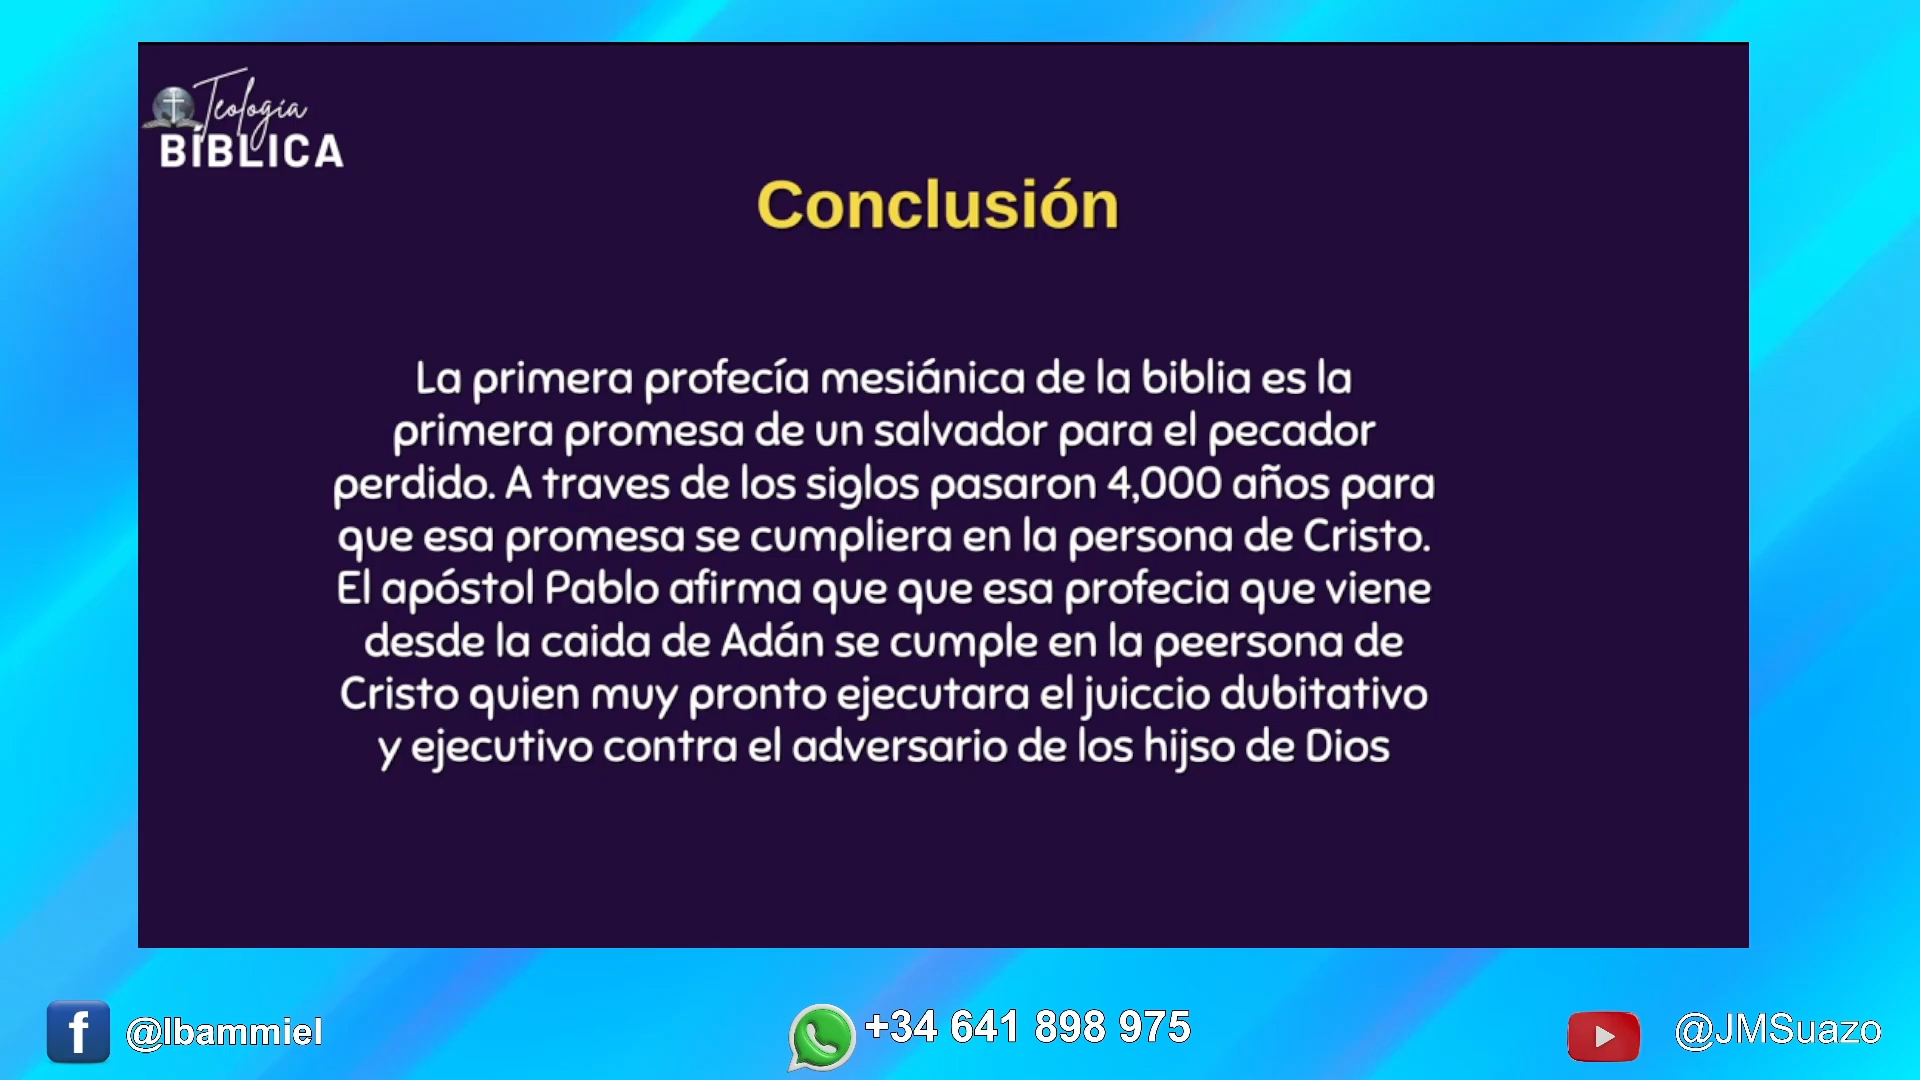 Teología
BÍBLICA
Conclusión
La primera profecía mesiánica de la biblia es la
primera promesa de un salvador para el pecador
perdido. A traves de los siglos pasaron 4,000 años para
que esa promesa se cumpliera en la persona de Cristo.
El apóstol Pablo afirma que que esa profecia que viene
desde la caida de Adán se cumple en la peersona de
Cristo quien muy pronto ejecutara el juiccio dubitativo
y ejecutivo contra el adversario de los hijso de Dios
@lbammiel
+34 641 898 975
@JMSuazo